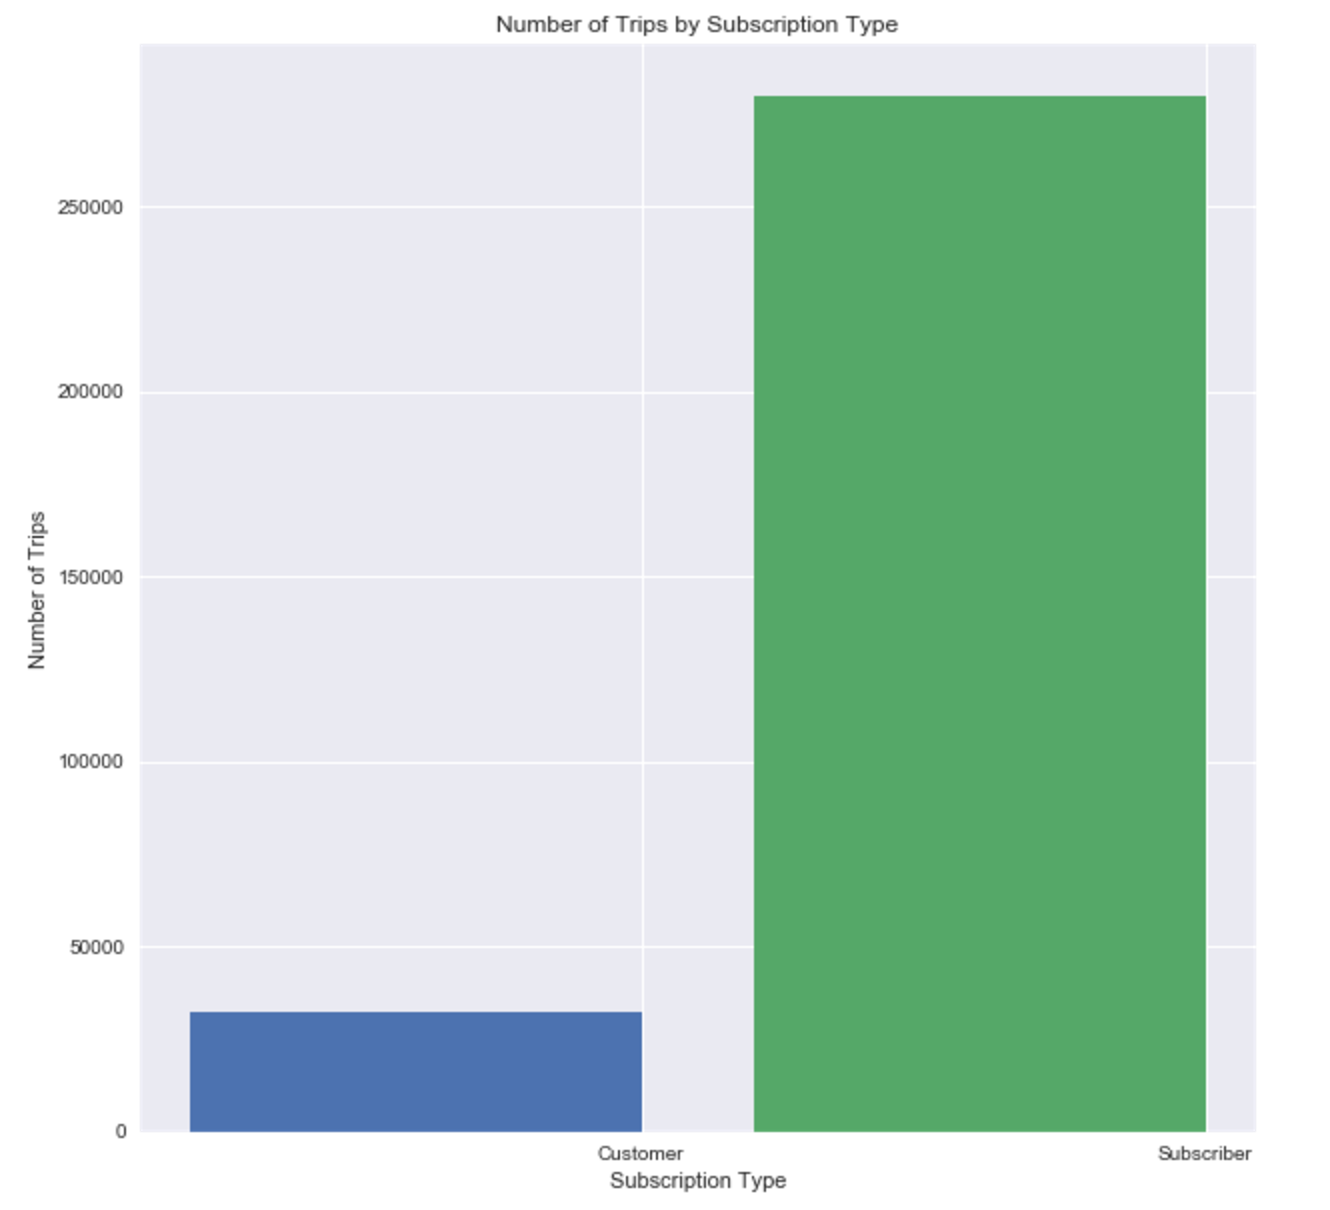 Number of Trips by Subscription Type
250000
200000
150000
100000
50000
0
Number of Trips
Customer
Subscriber
Subscription Type